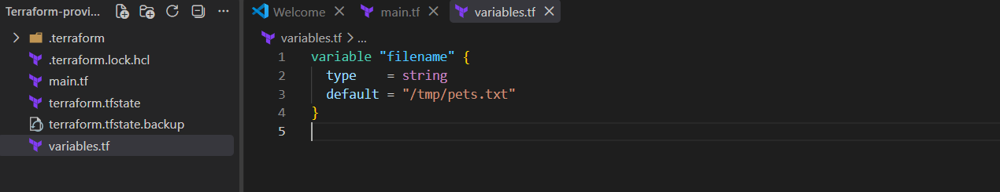 Terraform-provi...
.terraform
.terraform.lock.hcl
main.tf
terraform.tfstate
terraform.tfstate.backup
variables.tf
Welcome main.tf variables.tf
variables.tf > ...
1 variable "filename" {
2   type    = string
3   default = "/tmp/pets.txt"
4 }
5